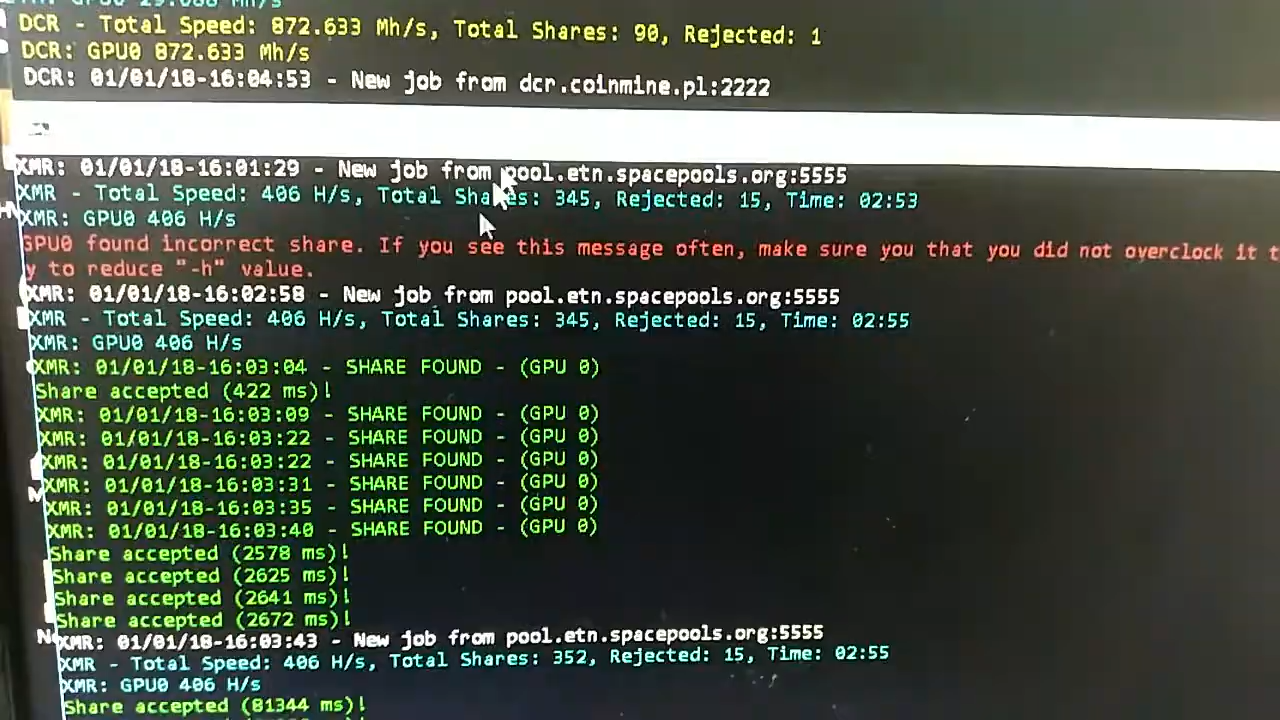 29.088 Mh/s
DCR - Total Speed: 872.633 Mh/s, Total Shares: 90, Rejected: 1
DCR: GPU0 872.633 Mh/s
DCR: 01/01/18-16:04:53 - New job from dcr.coinmine.pl:2222
XMR: 01/01/18-16:01:29 - New job from pool.etn.spacepools.org:5555
XMR - Total Speed: 406 H/s, Total Shares: 345, Rejected: 15, Time: 02:53
XMR: GPU0 406 H/s
GPU0 found incorrect share. If you see this message often, make sure you that you did not overclock it t
y to reduce "-h" value.
XMR: 01/01/18-16:02:58 - New job from pool.etn.spacepools.org:5555
XMR - Total Speed: 406 H/s, Total Shares: 345, Rejected: 15, Time: 02:55
XMR: GPU0 406 H/s
XMR: 01/01/18-16:03:04 - SHARE FOUND - (GPU 0)
Share accepted (422 ms)!
XMR: 01/01/18-16:03:09 - SHARE FOUND - (GPU 0)
XMR: 01/01/18-16:03:22 - SHARE FOUND - (GPU 0)
XMR: 01/01/18-16:03:22 - SHARE FOUND - (GPU 0)
XMR: 01/01/18-16:03:31 - SHARE FOUND - (GPU 0)
XMR: 01/01/18-16:03:35 - SHARE FOUND - (GPU 0)
XMR: 01/01/18-16:03:40 - SHARE FOUND - (GPU 0)
Share accepted (2578 ms)!
Share accepted (2625 ms)!
Share accepted (2641 ms)!
Share accepted (2672 ms)!
XMR: 01/01/18-16:03:43 - New job from pool.etn.spacepools.org:5555
XMR - Total Speed: 406 H/s, Total Shares: 352, Rejected: 15, Time: 02:55
XMR: GPU0 406 H/s
Share accepted (81344 ms)!